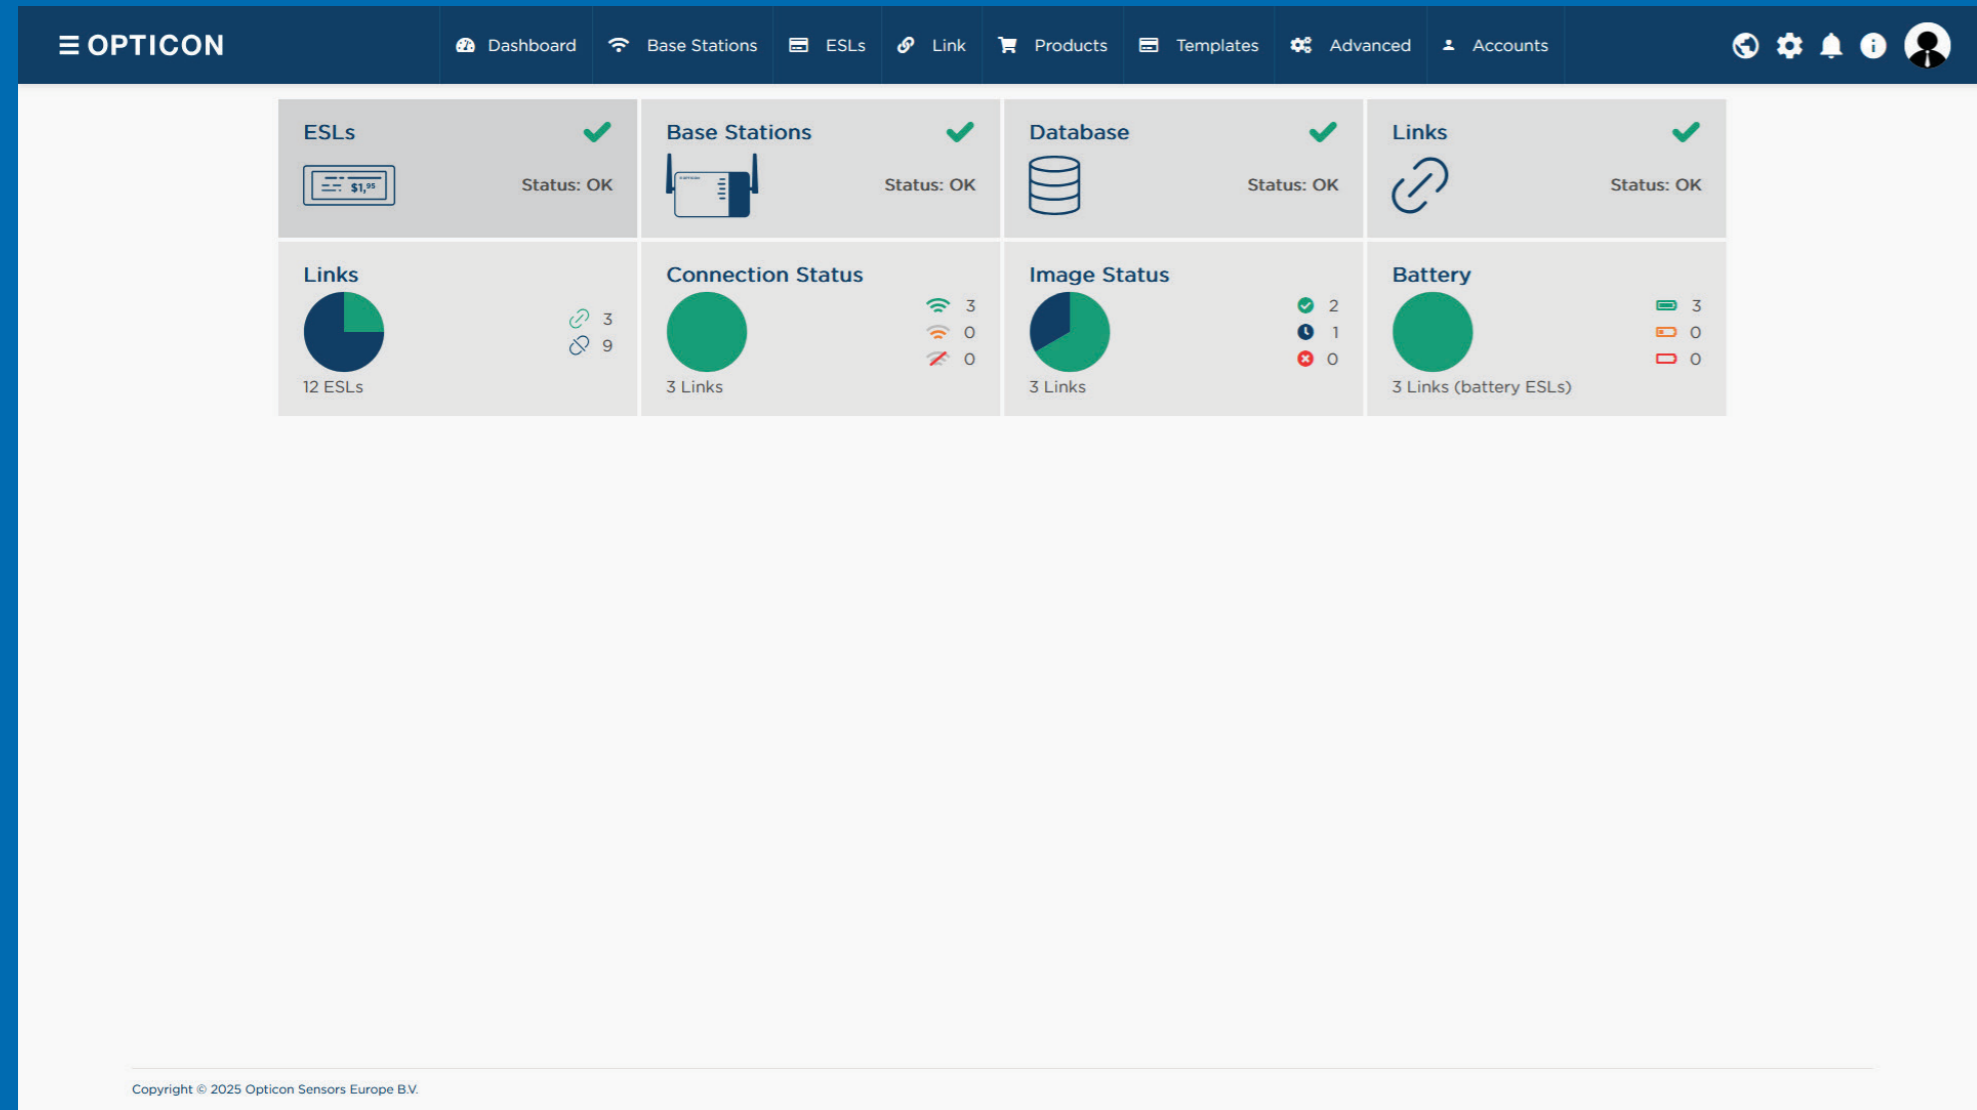 OPTICON
Dashboard
Base Stations
ESLs
Link
Products
Templates
Advanced
Accounts
ESLs
$1,95
Status: OK
Base Stations
Status: OK
Database
Status: OK
Links
Status: OK
Links
3
9
12 ESLs
Connection Status
3
0
0
3 Links
Image Status
2
1
0
3 Links
Battery
3
0
0
3 Links (battery ESLs)
Copyright © 2025 Opticon Sensors Europe B.V.